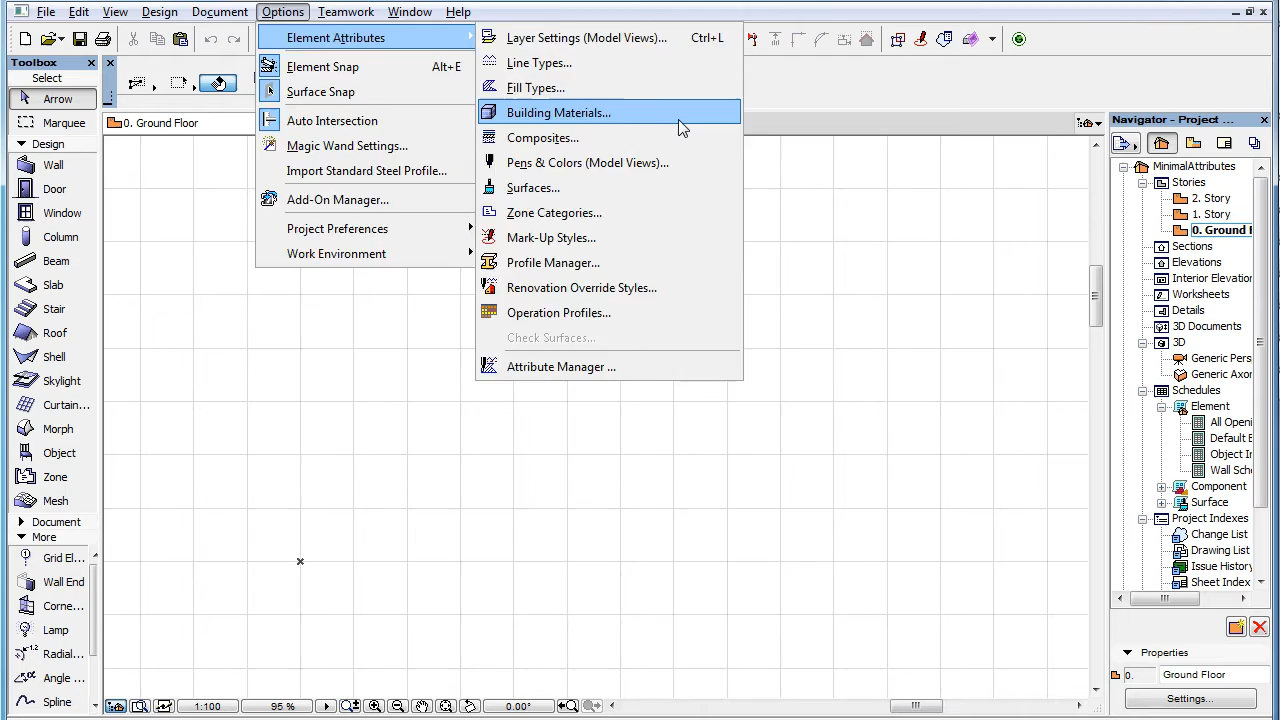 File Edit View Design Document Options Teamwork Window Help
Toolbox
Select
Arrow
Marquee
Design
Wall
Door
Window
Column
Beam
Slab
Stair
Roof
Shell
Skylight
Curtain...
Morph
Object
Zone
Mesh
Document
More
Grid El...
Wall End
Corne...
Lamp
Radial...
Angle ...
Spline
0. Ground Floor
Element Attributes
Element Snap Alt+E
Surface Snap
Auto Intersection
Magic Wand Settings...
Import Standard Steel Profile...
Add-On Manager...
Project Preferences
Work Environment
Layer Settings (Model Views)... Ctrl+L
Line Types...
Fill Types...
Building Materials...
Composites...
Pens & Colors (Model Views)...
Surfaces...
Zone Categories...
Mark-Up Styles...
Profile Manager...
Renovation Override Styles...
Operation Profiles...
Check Surfaces...
Attribute Manager ...
1:100 95 % 0.00°
Navigator - Project ...
MinimalAttributes
Stories
2. Story
1. Story
0. Ground F
Sections
Elevations
Interior Elevation
Worksheets
Details
3D Documents
3D
Generic Pers
Generic Axon
Schedules
Element
All Openi
Default E
Object In
Wall Sche
Component
Surface
Project Indexes
Change List
Drawing List
Issue History
Sheet Index
Properties
0. Ground Floor
Settings...